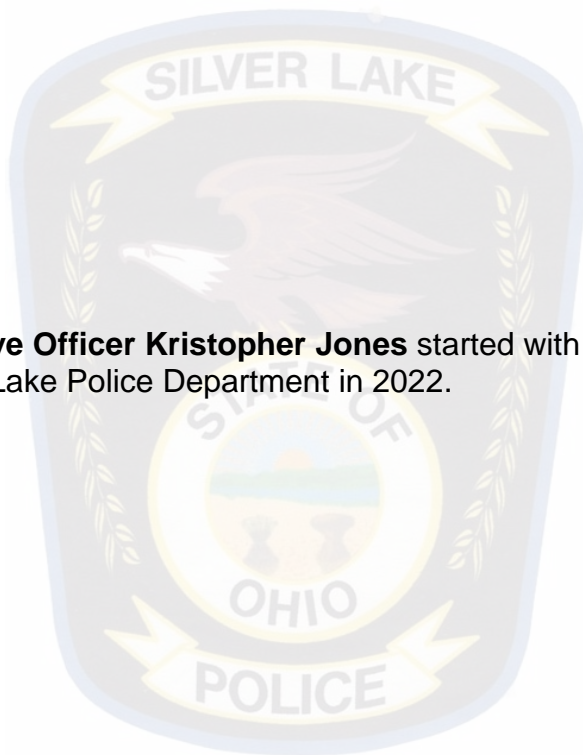 SILVER LAKE
ve Officer Kristopher Jones started with
Lake Police Department in 2022.
STATE OF
OHIO
POLICE